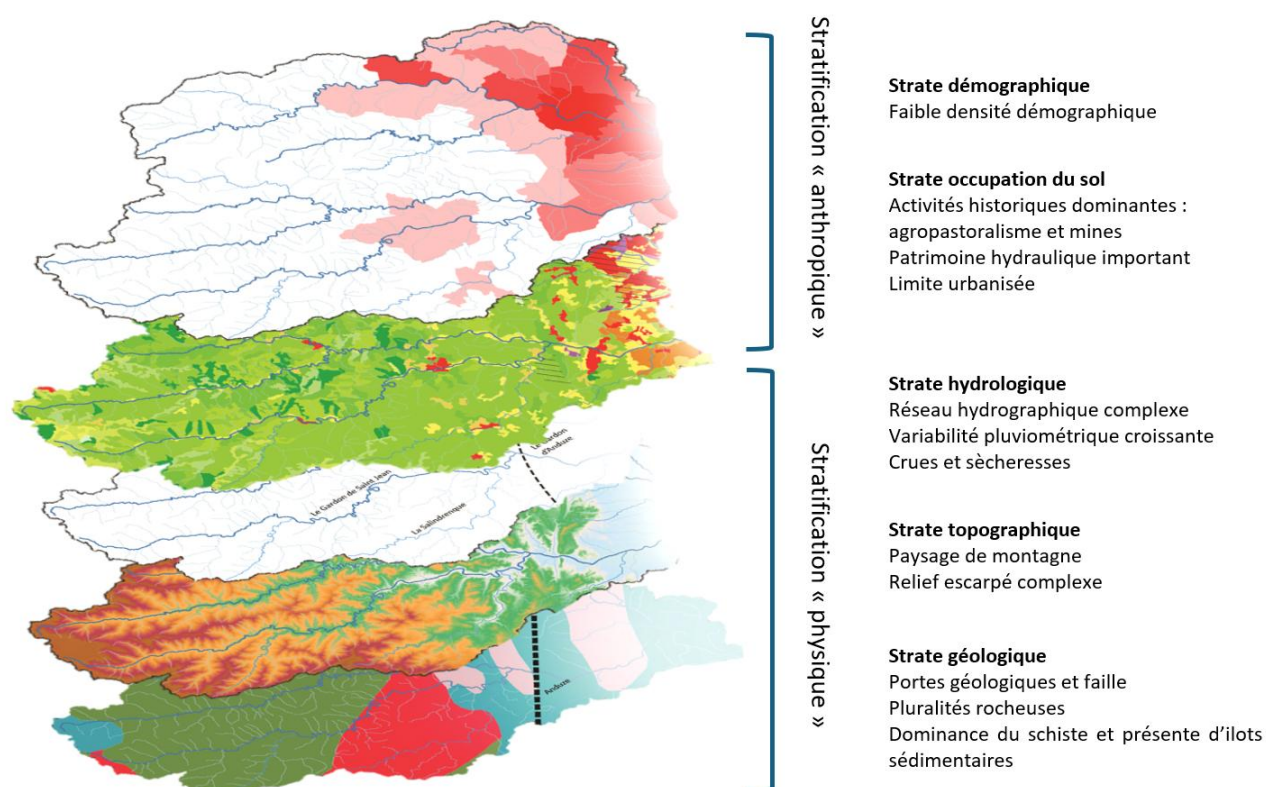 Stratification « anthropique »
Strate démographique
Faible densité démographique
Strate occupation du sol
Activités historiques dominantes :
agropastoralisme et mines
Patrimoine hydraulique important
Limite urbanisée
Stratification « physique »
Strate hydrologique
Réseau hydrographique complexe
Variabilité pluviométrique croissante
Crues et sècheresses
Strate topographique
Paysage de montagne
Relief escarpé complexe
Strate géologique
Portes géologiques et faille
Pluralités rocheuses
Dominance du schiste et présente d’ilots
sédimentaires
Le Gardon
d'Anduze
Le Gardon de Saint Jean
La Salindrenque
Anduze